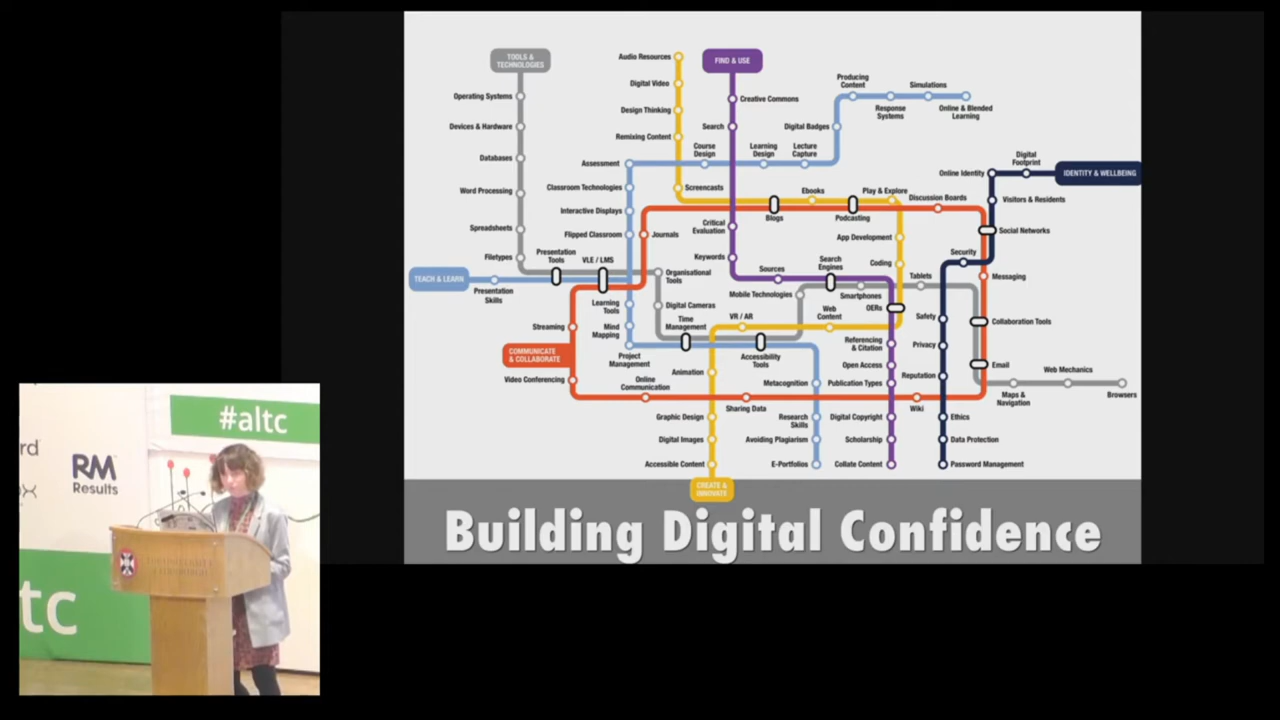 TOOLS &
TECHNOLOGIES
Operating Systems
Devices & Hardware
Databases
Word Processing
Spreadsheets
Filetypes
Presentation
Tools
VLE / LMS
TEACH & LEARN
Presentation
Skills
Audio Resources
Digital Video
Design Thinking
Remixing Content
Assessment
Classroom Technologies
Interactive Displays
Flipped Classroom
Screencasts
Journals
Organisational
Tools
Digital Cameras
Time
Management
Learning
Tools
Mind
Mapping
Project
Management
Streaming
COMMUNICATE
& COLLABORATE
Video Conferencing
Online
Communication
FIND & USE
Creative Commons
Search
Course
Design
Learning
Design
Lecture
Capture
Digital Badges
Producing
Content
Response
Systems
Simulations
Online & Blended
Learning
Critical
Evaluation
Keywords
Blogs
Ebooks
Podcasting
Play & Explore
Discussion Boards
App Development
Coding
Sources
Search
Engines
Mobile Technologies
Smartphones
Tablets
OERs
VR / AR
Web
Content
Accessibility
Tools
Referencing
& Citation
Open Access
Publication Types
Digital Copyright
Scholarship
Collate Content
Animation
Metacognition
Sharing Data
Wiki
Graphic Design
Digital Images
Accessible Content
Research
Skills
Avoiding Plagiarism
E-Portfolios
CREATE &
INNOVATE
Digital
Footprint
Online Identity
IDENTITY & WELLBEING
Visitors & Residents
Social Networks
Security
Messaging
Safety
Collaboration Tools
Privacy
Email
Reputation
Web Mechanics
Maps &
Navigation
Browsers
Ethics
Data Protection
Password Management
Building Digital Confidence
#altc
rd
RM
Results
ox
tc